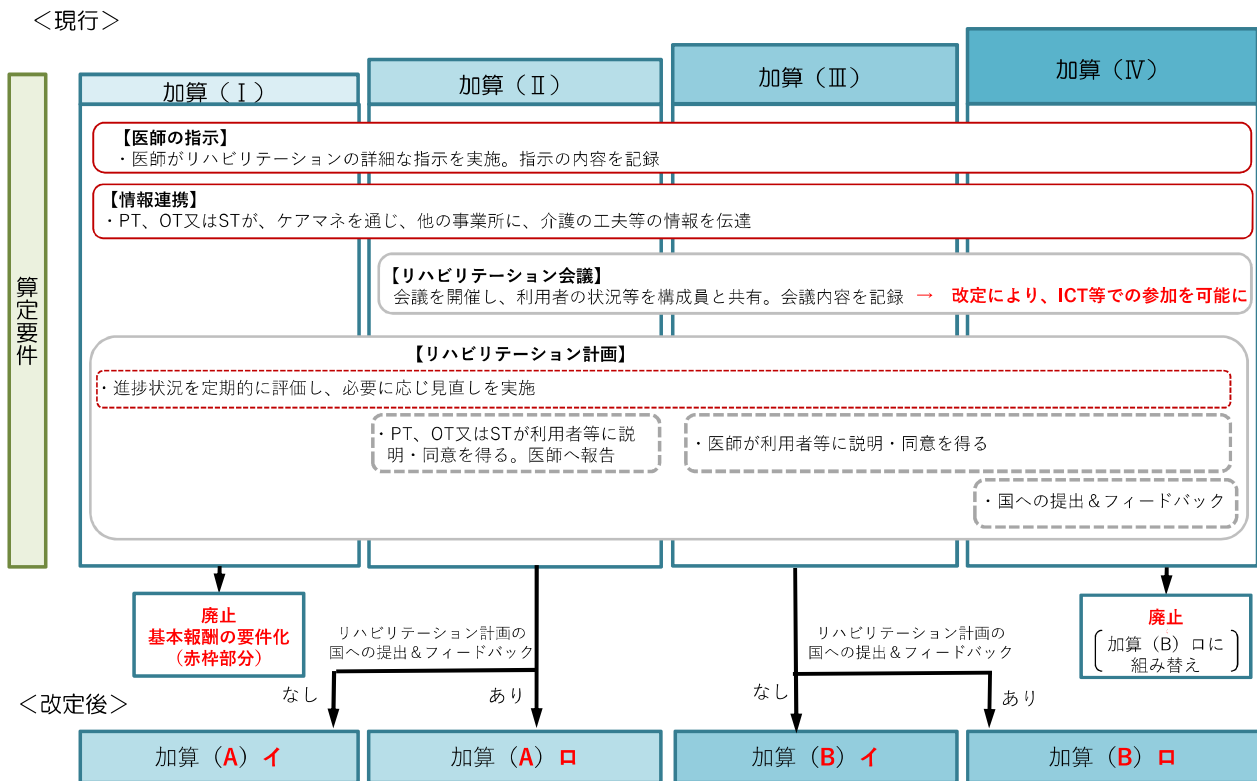 ＜現行＞
加算（Ⅰ）
加算（Ⅱ）
加算（Ⅲ）
加算（Ⅳ）
算定要件
【医師の指示】
・医師がリハビリテーションの詳細な指示を実施。指示の内容を記録
【情報連携】
・PT、OT又はSTが、ケアマネを通じ、他の事業所に、介護の工夫等の情報を伝達
【リハビリテーション会議】
会議を開催し、利用者の状況等を構成員と共有。会議内容を記録 → 改定により、ICT等での参加を可能に
【リハビリテーション計画】
・進捗状況を定期的に評価し、必要に応じ見直しを実施
・PT、OT又はSTが利用者等に説
明・同意を得る。医師へ報告
・医師が利用者等に説明・同意を得る
・国への提出＆フィードバック
廃止
基本報酬の要件化
（赤枠部分）
リハビリテーション計画の
国への提出＆フィードバック
なし
あり
リハビリテーション計画の
国への提出＆フィードバック
なし
あり
廃止
加算（B）ロに
組み替え
＜改定後＞
加算（A）イ
加算（A）ロ
加算（B）イ
加算（B）ロ